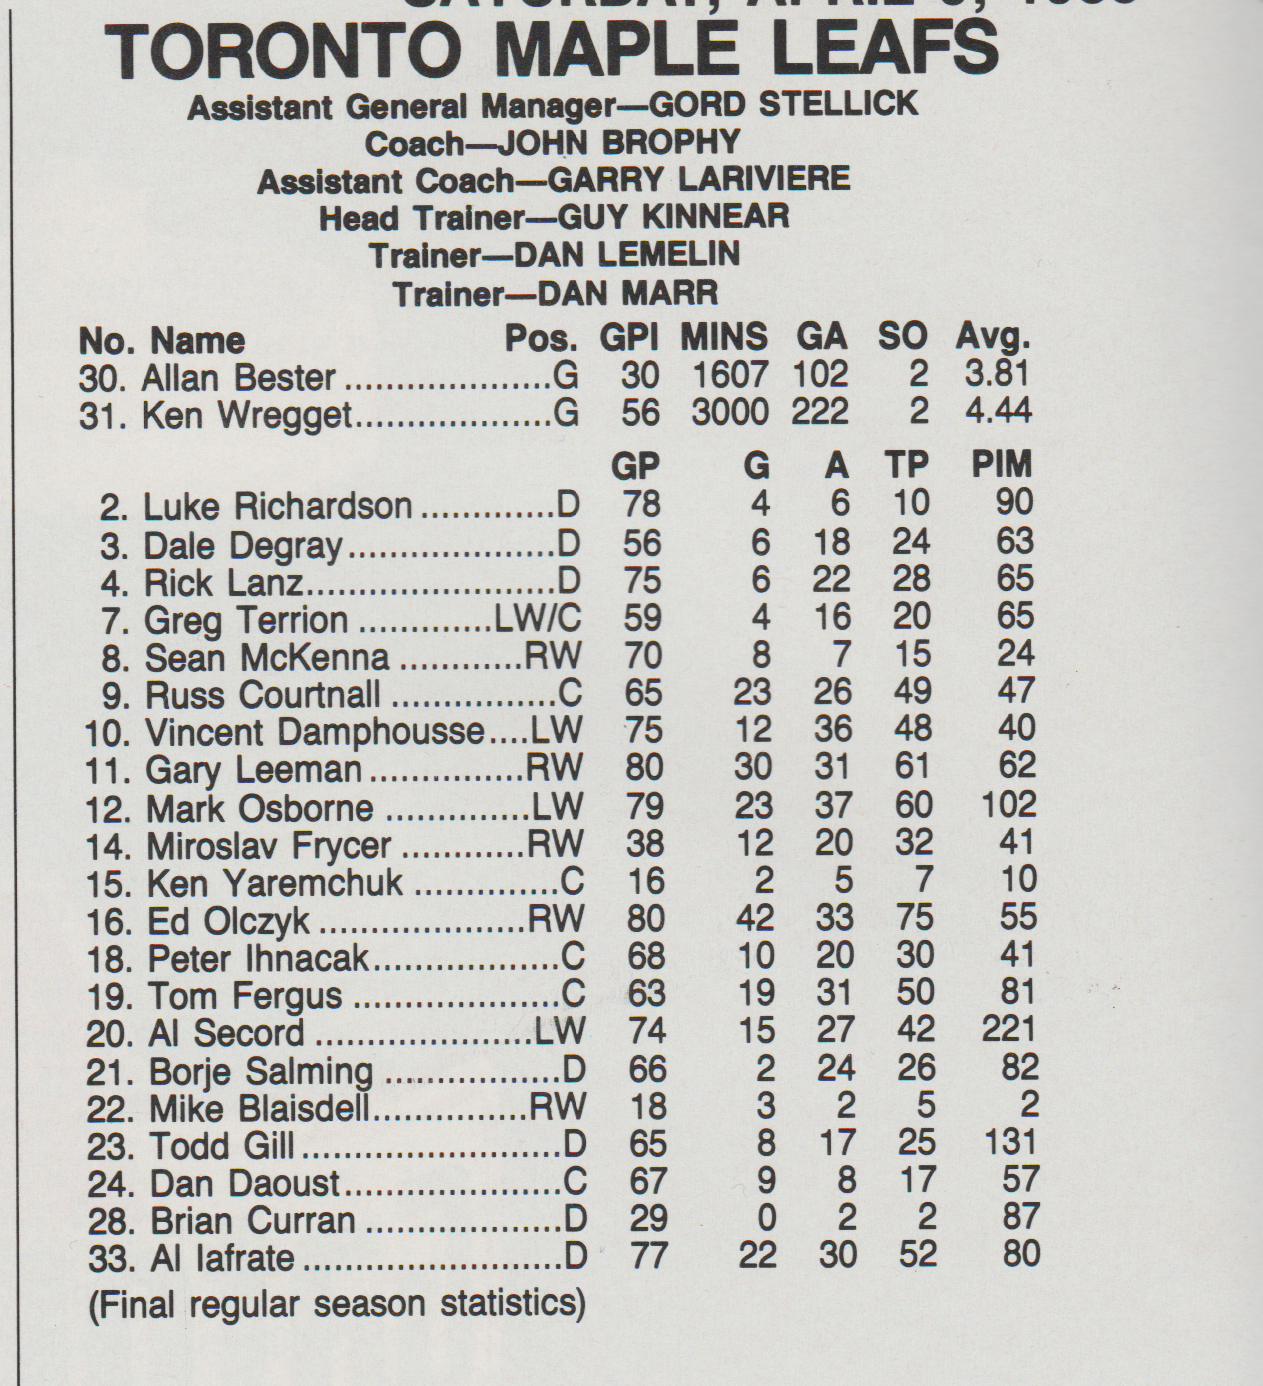 TORONTO MAPLE LEAFS
Assistant General Manager—GORD STELLICK
Coach—JOHN BROPHY
Assistant Coach—GARRY LARIVIERE
Head Trainer—GUY KINNEAR
Trainer—DAN LEMELIN
Trainer—DAN MARR
No. Name Pos. GPI MINS GA SO Avg.
30. Allan Bester....................G 30 1607 102 2 3.81
31. Ken Wregget...................G 56 3000 222 2 4.44
GP G A TP PIM
2. Luke Richardson.............D 78 4 6 10 90
3. Dale Degray....................D 56 6 18 24 63
4. Rick Lanz........................D 75 6 22 28 65
7. Greg Terrion.............LW/C 59 4 16 20 65
8. Sean McKenna............RW 70 8 7 15 24
9. Russ Courtnall................C 65 23 26 49 47
10. Vincent Damphousse....LW 75 12 36 48 40
11. Gary Leeman...............RW 80 30 31 61 62
12. Mark Osborne..............LW 79 23 37 60 102
14. Miroslav Frycer............RW 38 12 20 32 41
15. Ken Yaremchuk..............C 16 2 5 7 10
16. Ed Olczyk....................RW 80 42 33 75 55
18. Peter Ihnacak..................C 68 10 20 30 41
19. Tom Fergus....................C 63 19 31 50 81
20. Al Secord.....................LW 74 15 27 42 221
21. Borje Salming.................D 66 2 24 26 82
22. Mike Blaisdell...............RW 18 3 2 5 2
23. Todd Gill.........................D 65 8 17 25 131
24. Dan Daoust.....................C 67 9 8 17 57
28. Brian Curran...................D 29 0 2 2 87
33. Al Iafrate.........................D 77 22 30 52 80
(Final regular season statistics)